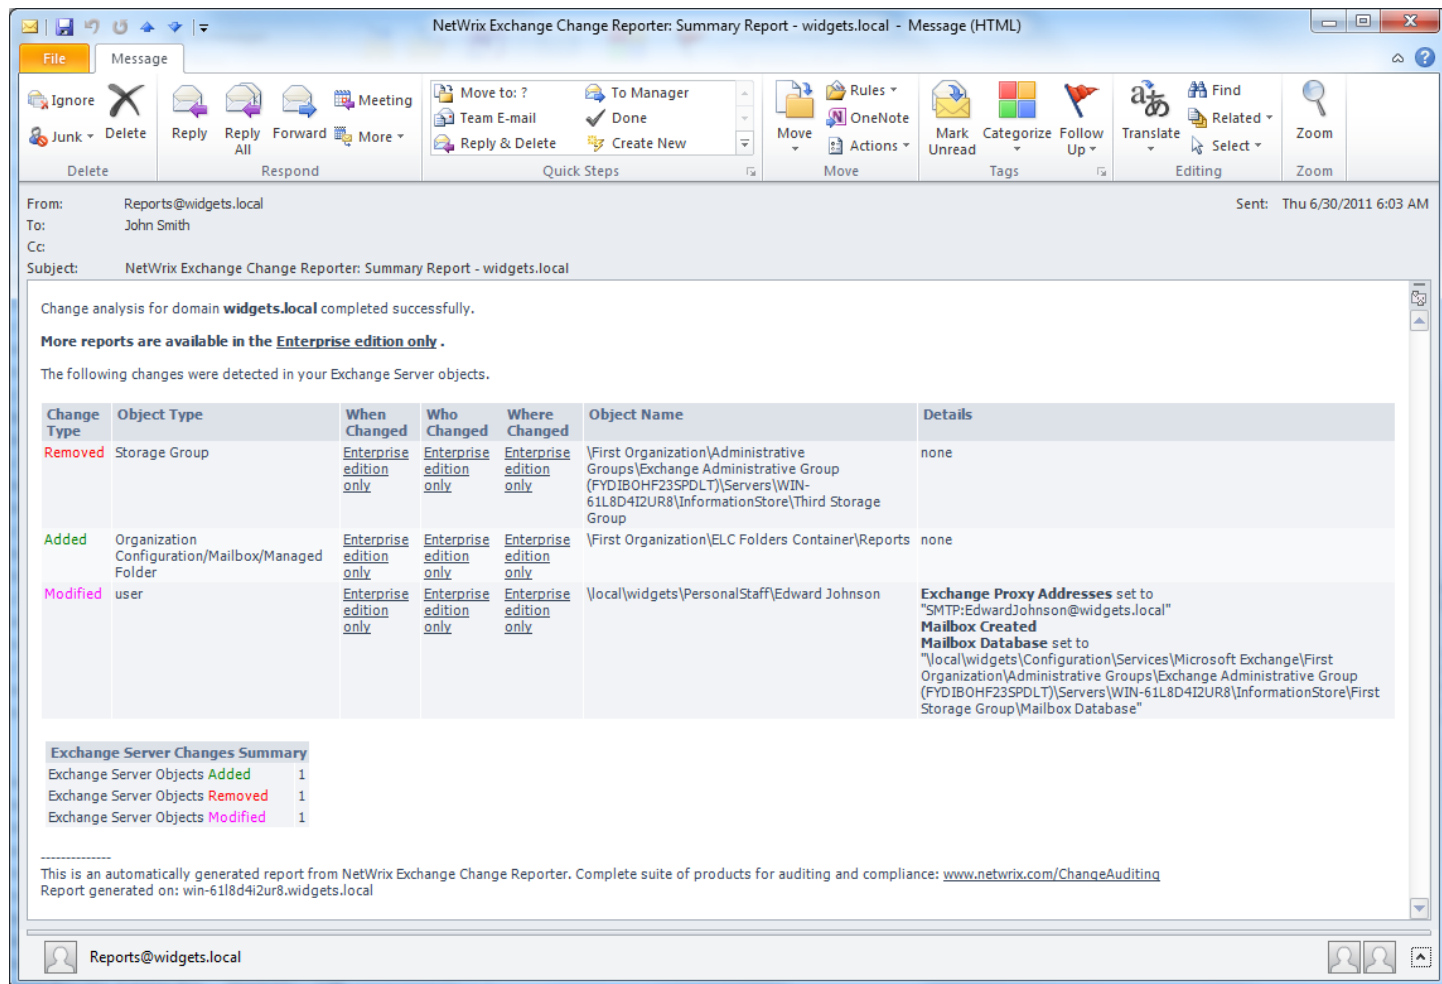 NetWrix Exchange Change Reporter: Summary Report - widgets.local - Message (HTML)
File
Message
Ignore
Junk
Delete
Delete
Reply
Reply
All
Forward
Meeting
More
Respond
Move to: ?
Team E-mail
Reply & Delete
To Manager
Done
Create New
Quick Steps
Move
Rules
OneNote
Actions
Move
Mark
Unread
Categorize
Follow
Up
Tags
Translate
Find
Related
Select
Editing
Zoom
Zoom
From: Reports@widgets.local
Sent: Thu 6/30/2011 6:03 AM
To: John Smith
Cc:
Subject: NetWrix Exchange Change Reporter: Summary Report - widgets.local
Change analysis for domain widgets.local completed successfully.
More reports are available in the Enterprise edition only .
The following changes were detected in your Exchange Server objects.
Change
Type
Object Type
When
Changed
Who
Changed
Where
Changed
Object Name
Details
Removed
Storage Group
Enterprise
edition
only
Enterprise
edition
only
Enterprise
edition
only
\First Organization\Administrative
Groups\Exchange Administrative Group
(FYDIBOHF23SPDLT)\Servers\WIN-
61L8D4I2UR8\InformationStore\Third Storage
Group
none
Added
Organization
Configuration/Mailbox/Managed
Folder
Enterprise
edition
only
Enterprise
edition
only
Enterprise
edition
only
\First Organization\ELC Folders Container\Reports
none
Modified
user
Enterprise
edition
only
Enterprise
edition
only
Enterprise
edition
only
\local\widgets\PersonalStaff\Edward Johnson
Exchange Proxy Addresses set to
"SMTP:EdwardJohnson@widgets.local"
Mailbox Created
Mailbox Database set to
"\local\widgets\Configuration\Services\Microsoft Exchange\First
Organization\Administrative Groups\Exchange Administrative Group
(FYDIBOHF23SPDLT)\Servers\WIN-61L8D4I2UR8\InformationStore\First
Storage Group\Mailbox Database"
Exchange Server Changes Summary
Exchange Server Objects Added 1
Exchange Server Objects Removed 1
Exchange Server Objects Modified 1
--------------
This is an automatically generated report from NetWrix Exchange Change Reporter. Complete suite of products for auditing and compliance: www.netwrix.com/ChangeAuditing
Report generated on: win-61l8d4i2ur8.widgets.local
Reports@widgets.local